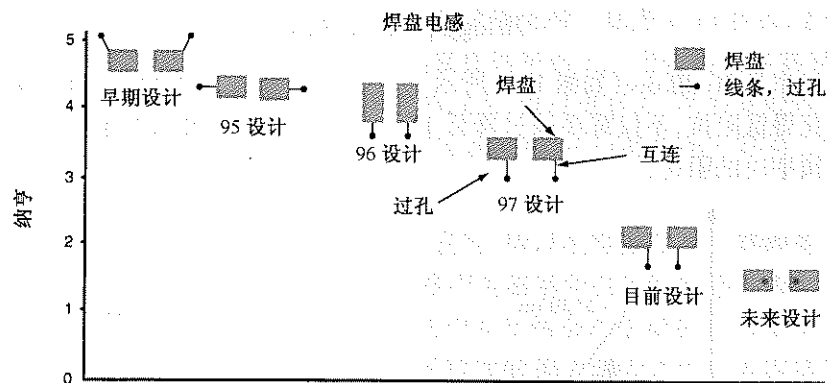 焊盘电感
5
4
3
2
1
0
纳亨
早期设计
95 设计
96 设计
焊盘
互连
过孔
97 设计
目前设计
未来设计
焊盘
线条，过孔